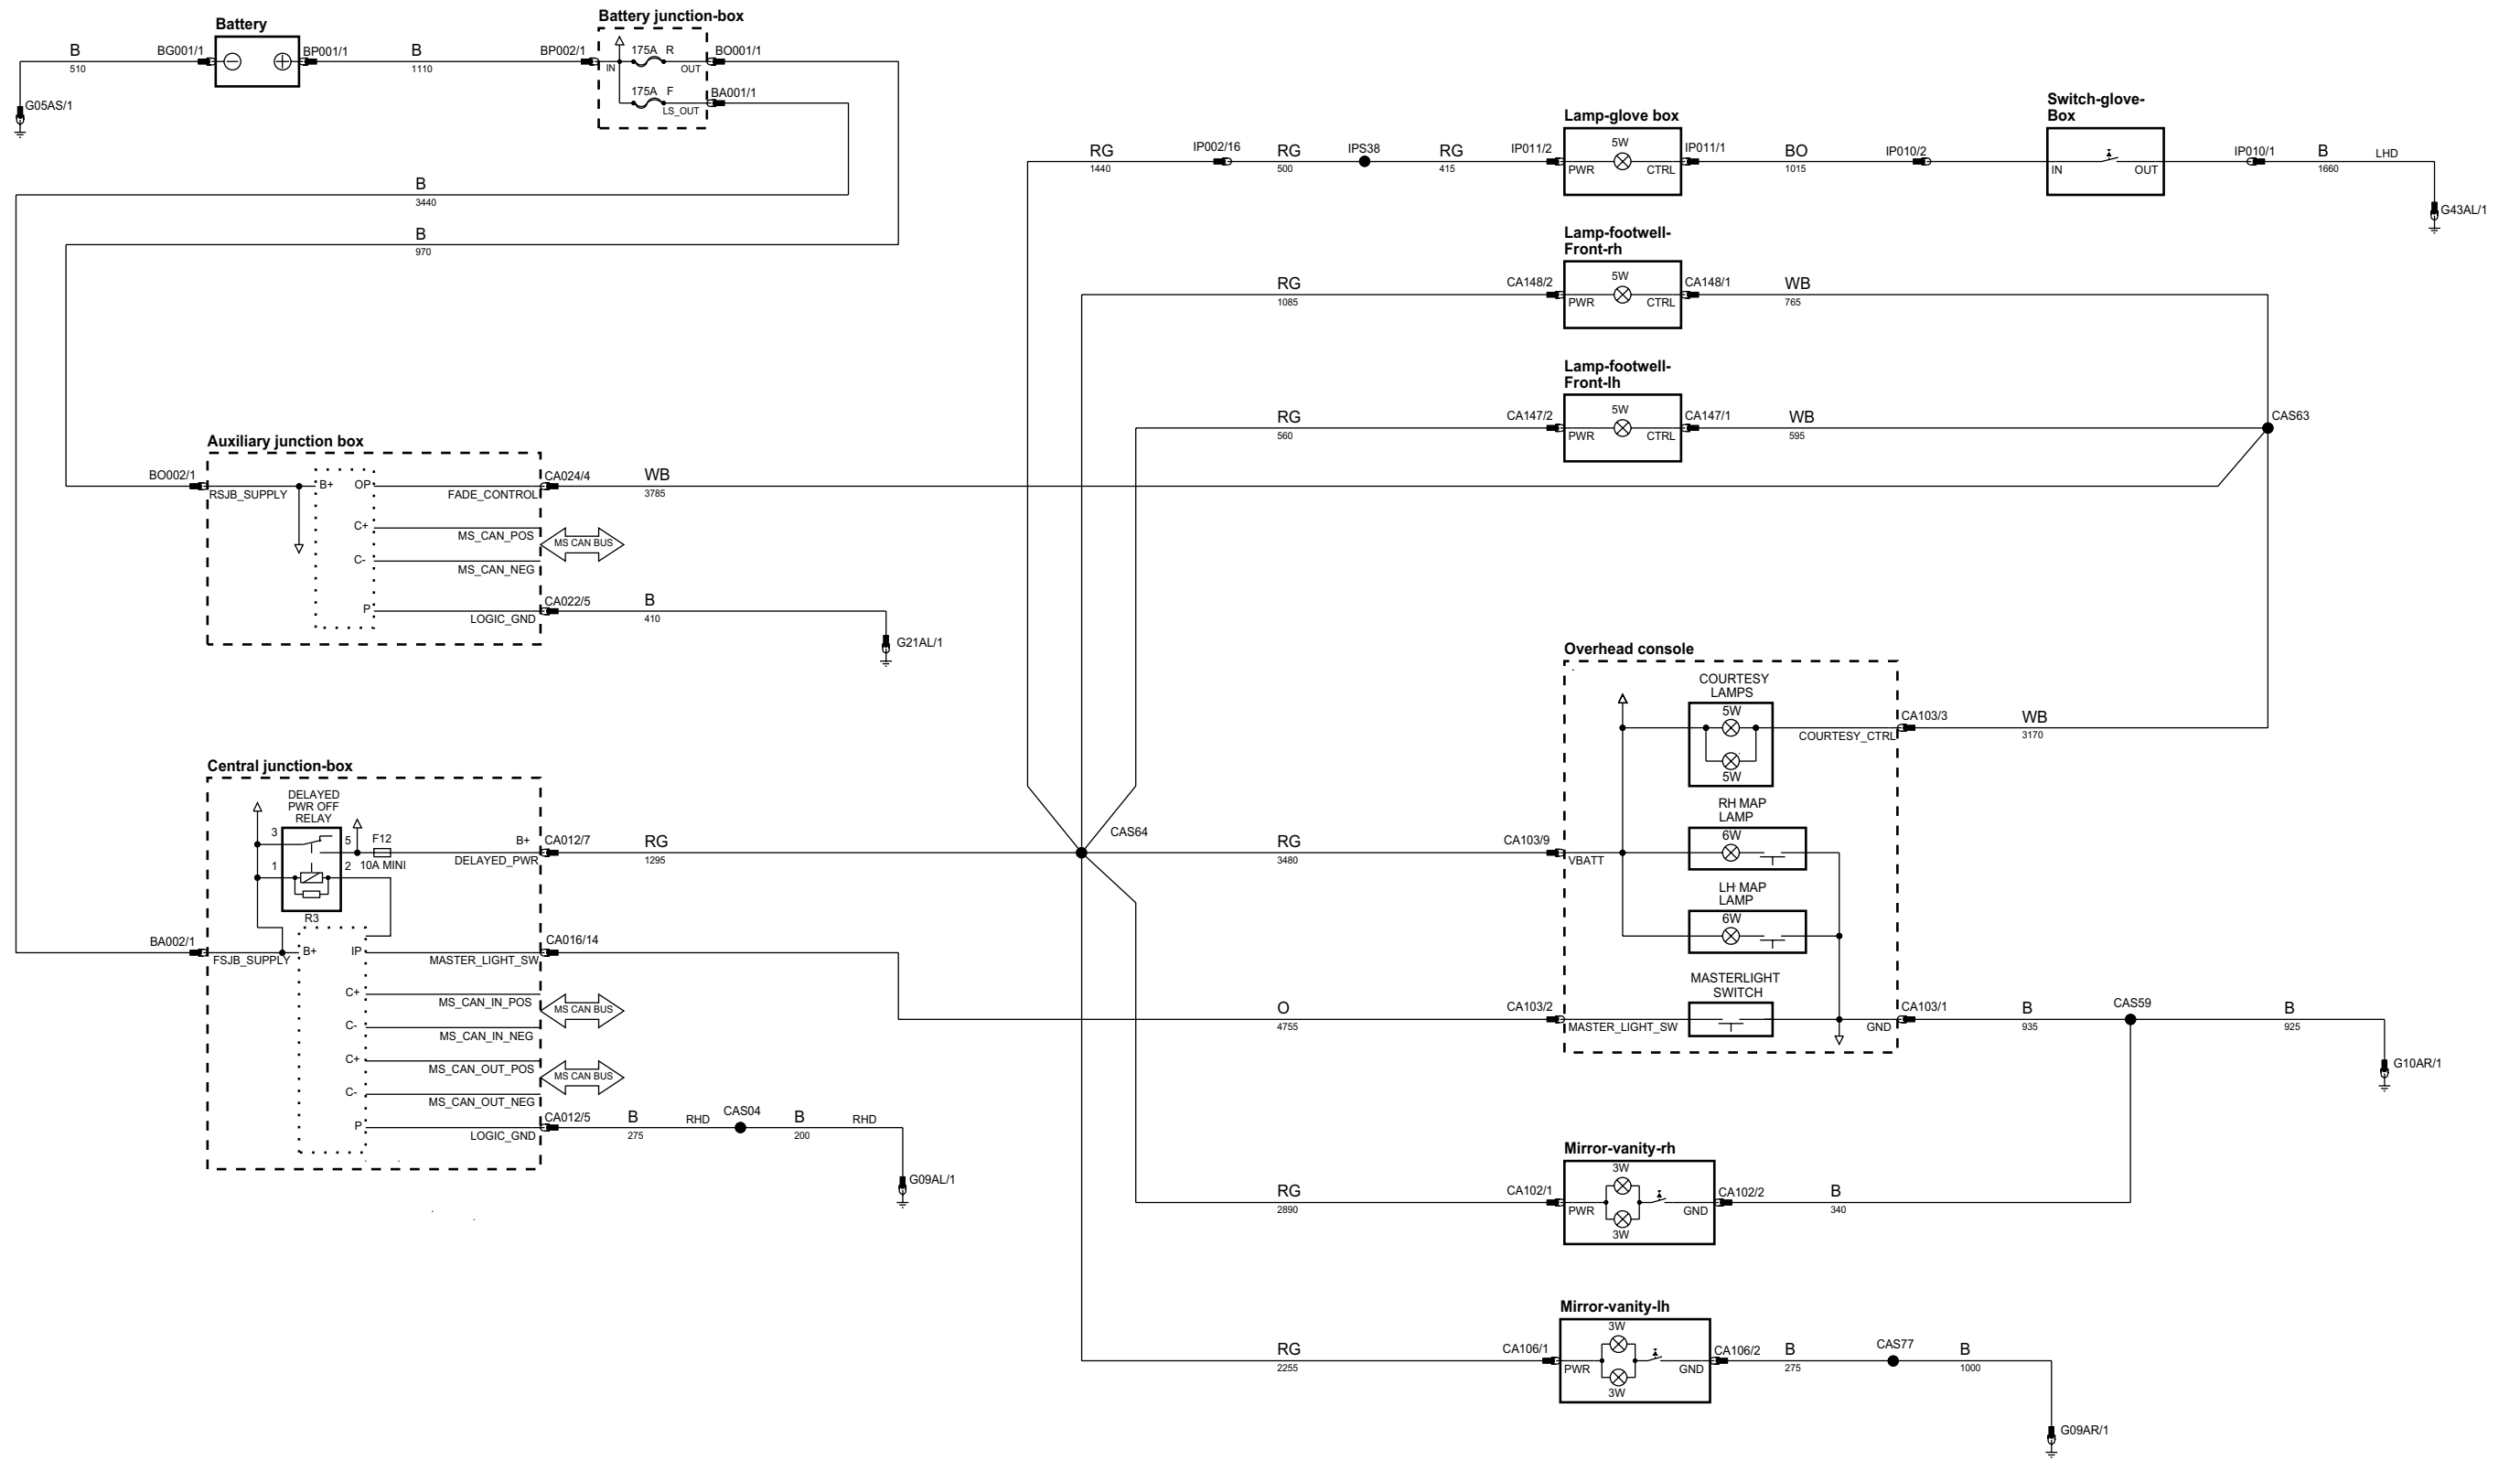 Battery
B
510
BG001/1
BP001/1
G05AS/1
B
1110
Battery junction-box
BP002/1
IN
175A R
OUT
BO001/1
175A F
LS_OUT
BA001/1
B
3440
B
970
Auxiliary junction box
BO002/1
RSJB_SUPPLY
B+
OP
FADE_CONTROL
CA024/4
WB
3785
C+
MS_CAN_POS
C-
MS_CAN_NEG
MS CAN BUS
P
LOGIC_GND
CA022/5
B
410
G21AL/1
Central junction-box
DELAYED
PWR OFF
RELAY
3
5
1
2
F12
10A MINI
R3
B+
DELAYED_PWR
CA012/7
RG
1295
BA002/1
FSJB_SUPPLY
B+
IP
MASTER_LIGHT_SW
CA016/14
C+
MS_CAN_IN_POS
C-
MS_CAN_IN_NEG
MS CAN BUS
C+
MS_CAN_OUT_POS
C-
MS_CAN_OUT_NEG
MS CAN BUS
P
LOGIC_GND
CA012/5
B
275
RHD
CAS04
B
200
RHD
G09AL/1
RG
1440
IP002/16
RG
500
IPS38
RG
415
IP011/2
Lamp-glove box
5W
PWR
CTRL
IP011/1
BO
1015
IP010/2
Switch-glove-
Box
IN
OUT
IP010/1
B
1660
LHD
G43AL/1
Lamp-footwell-
Front-rh
RG
1085
CA148/2
5W
PWR
CTRL
CA148/1
WB
765
Lamp-footwell-
Front-lh
RG
560
CA147/2
5W
PWR
CTRL
CA147/1
WB
595
CAS63
CAS64
Overhead console
COURTESY
LAMPS
5W
5W
COURTESY_CTRL
CA103/3
WB
3170
RH MAP
LAMP
6W
RG
3480
CA103/9
VBATT
LH MAP
LAMP
6W
MASTERLIGHT
SWITCH
O
4755
CA103/2
MASTER_LIGHT_SW
GND
CA103/1
B
935
CAS59
B
925
G10AR/1
Mirror-vanity-rh
RG
2890
CA102/1
3W
PWR
3W
GND
CA102/2
B
340
Mirror-vanity-lh
RG
2255
CA106/1
3W
PWR
3W
GND
CA106/2
B
275
CAS77
B
1000
G09AR/1